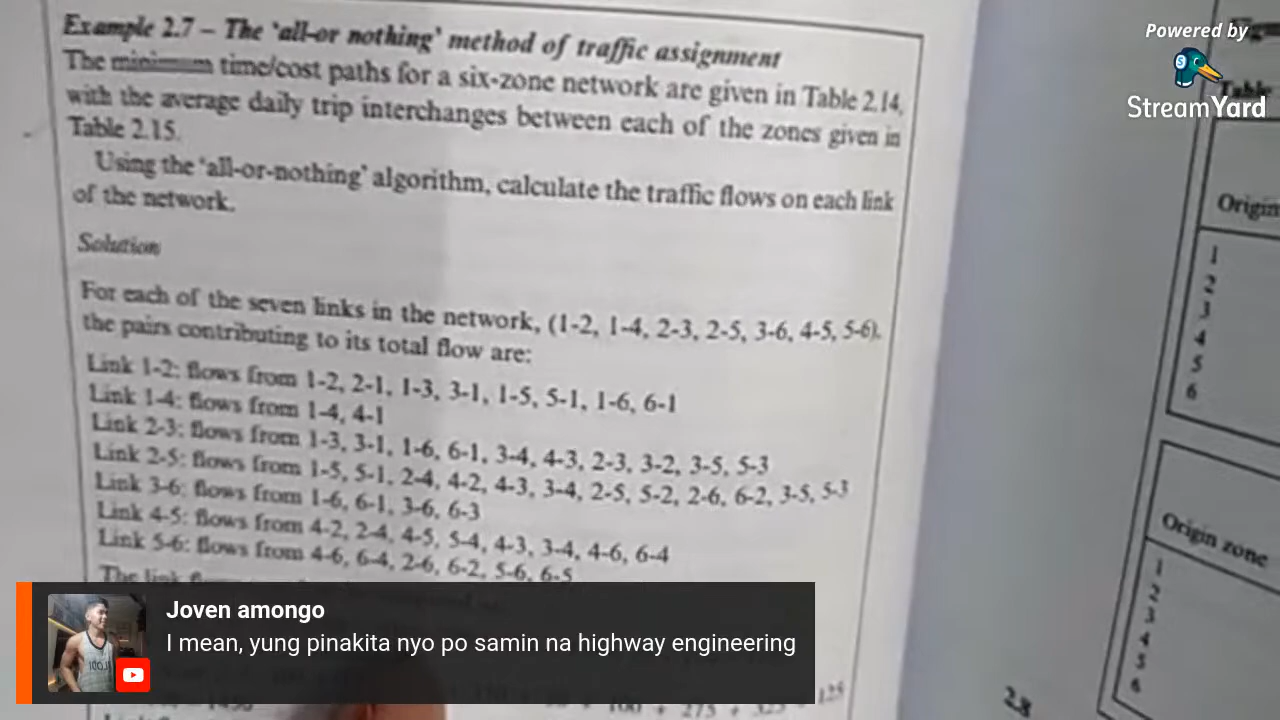 Example 2.7 – The 'all-or nothing' method of traffic assignment
The minimum time/cost paths for a six-zone network are given in Table 2.14,
with the average daily trip interchanges between each of the zones given in
Table 2.15.
Using the 'all-or-nothing' algorithm, calculate the traffic flows on each link
of the network.
Solution
For each of the seven links in the network, (1-2, 1-4, 2-3, 2-5, 3-6, 4-5, 5-6),
the pairs contributing to its total flow are:
Link 1-2: flows from 1-2, 2-1, 1-3, 3-1, 1-5, 5-1, 1-6, 6-1
Link 1-4: flows from 1-4, 4-1
Link 2-3: flows from 1-3, 3-1, 1-6, 6-1, 3-4, 4-3, 2-3, 3-2, 3-5, 5-3
Link 2-5: flows from 1-5, 5-1, 2-4, 4-2, 4-3, 3-4, 2-5, 5-2, 2-6, 6-2, 3-5, 5-3
Link 3-6: flows from 1-6, 6-1, 3-6, 6-3
Link 4-5: flows from 4-2, 2-4, 4-5, 5-4, 4-3, 3-4, 4-6, 6-4
Link 5-6: flows from 4-6, 6-4, 2-6, 6-2, 5-6, 6-5
The link
100 + 275 + 325
Joven amongo
I mean, yung pinakita nyo po samin na highway engineering
Powered by
StreamYard
Table
Origin
1
2
3
4
5
6
Origin zone
1
2
3
4
5
6
2.8